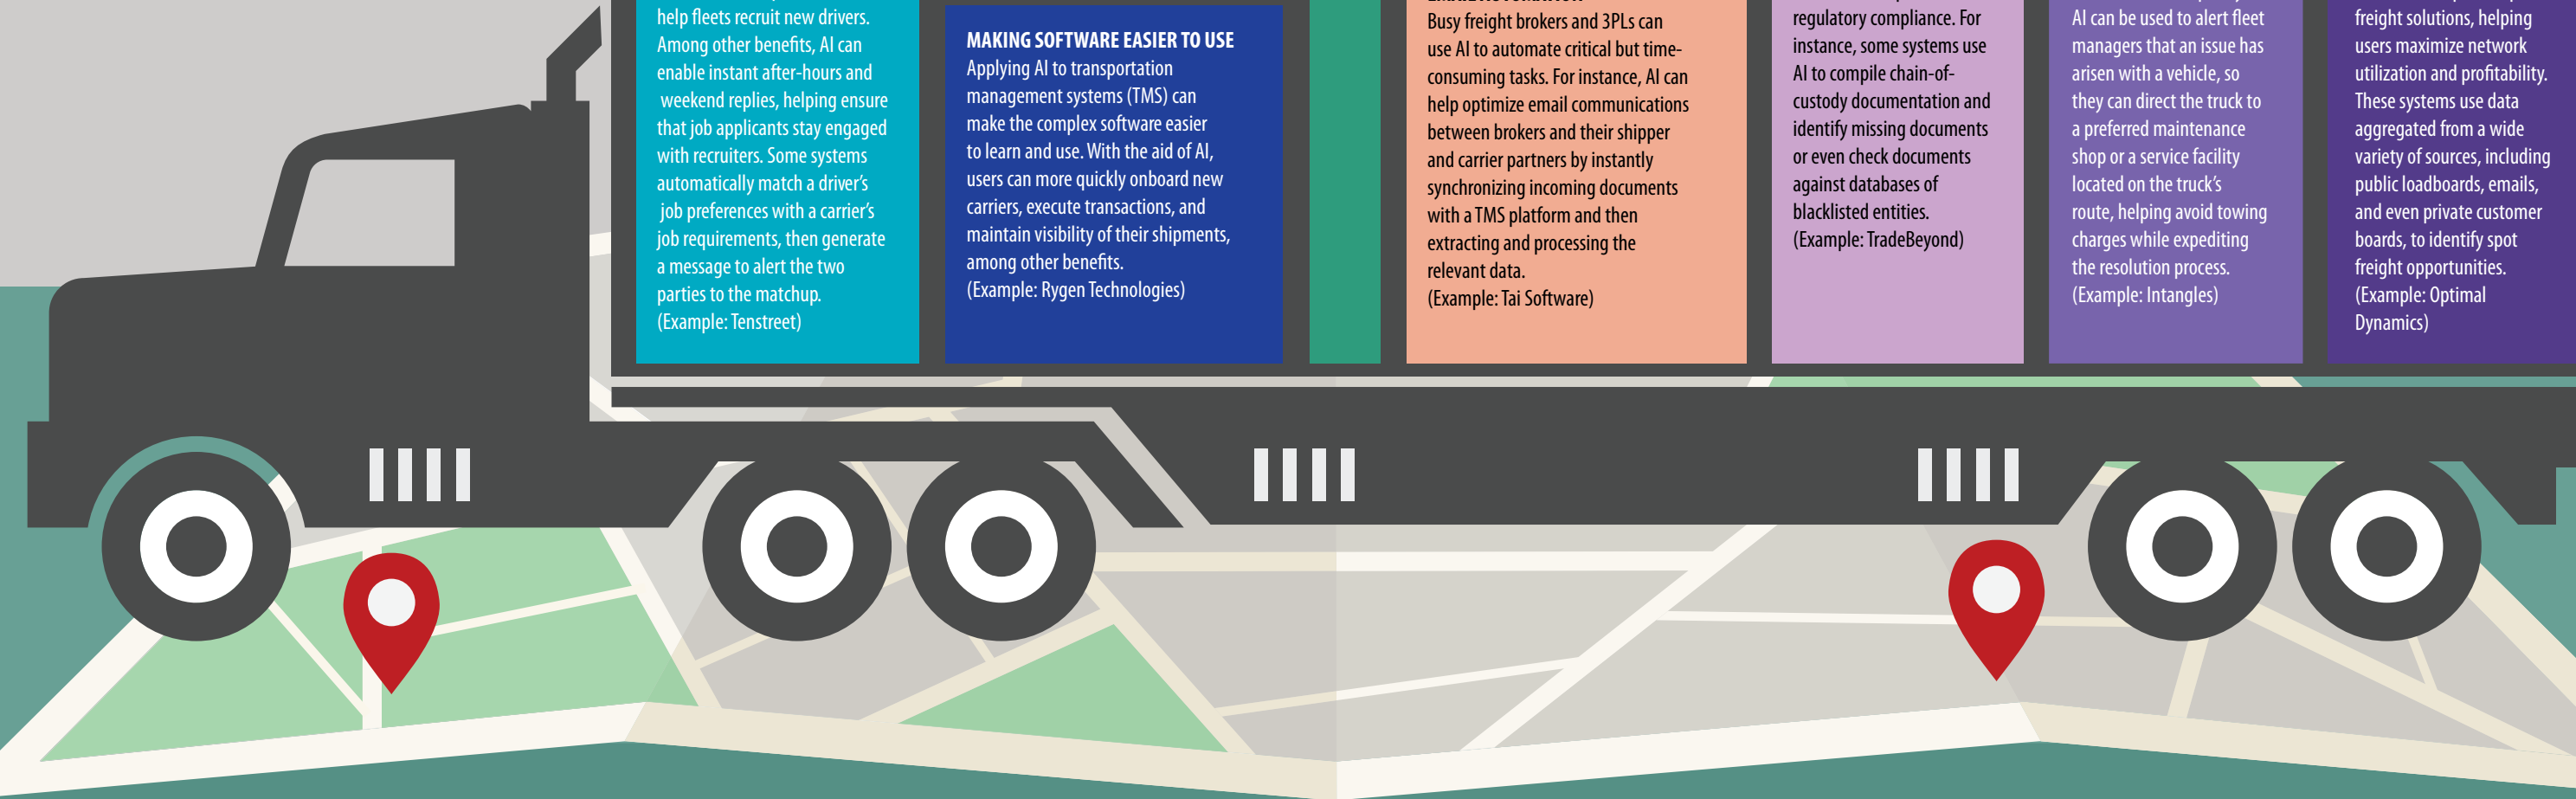 help fleets recruit new drivers.
Among other benefits, AI can
enable instant after-hours and
weekend replies, helping ensure
that job applicants stay engaged
with recruiters. Some systems
automatically match a driver’s
job preferences with a carrier’s
job requirements, then generate
a message to alert the two
parties to the matchup.
(Example: Tenstreet)
MAKING SOFTWARE EASIER TO USE
Applying AI to transportation
management systems (TMS) can
make the complex software easier
to learn and use. With the aid of AI,
users can more quickly onboard new
carriers, execute transactions, and
maintain visibility of their shipments,
among other benefits.
(Example: Rygen Technologies)
Busy freight brokers and 3PLs can
use AI to automate critical but time-
consuming tasks. For instance, AI can
help optimize email communications
between brokers and their shipper
and carrier partners by instantly
synchronizing incoming documents
with a TMS platform and then
extracting and processing the
relevant data.
(Example: Tai Software)
regulatory compliance. For
instance, some systems use
AI to compile chain-of-
custody documentation and
identify missing documents
or even check documents
against databases of
blacklisted entities.
(Example: TradeBeyond)
AI can be used to alert fleet
managers that an issue has
arisen with a vehicle, so
they can direct the truck to
a preferred maintenance
shop or a service facility
located on the truck’s
route, helping avoid towing
charges while expediting
the resolution process.
(Example: Intangles)
freight solutions, helping
users maximize network
utilization and profitability.
These systems use data
aggregated from a wide
variety of sources, including
public loadboards, emails,
and even private customer
boards, to identify spot
freight opportunities.
(Example: Optimal
Dynamics)